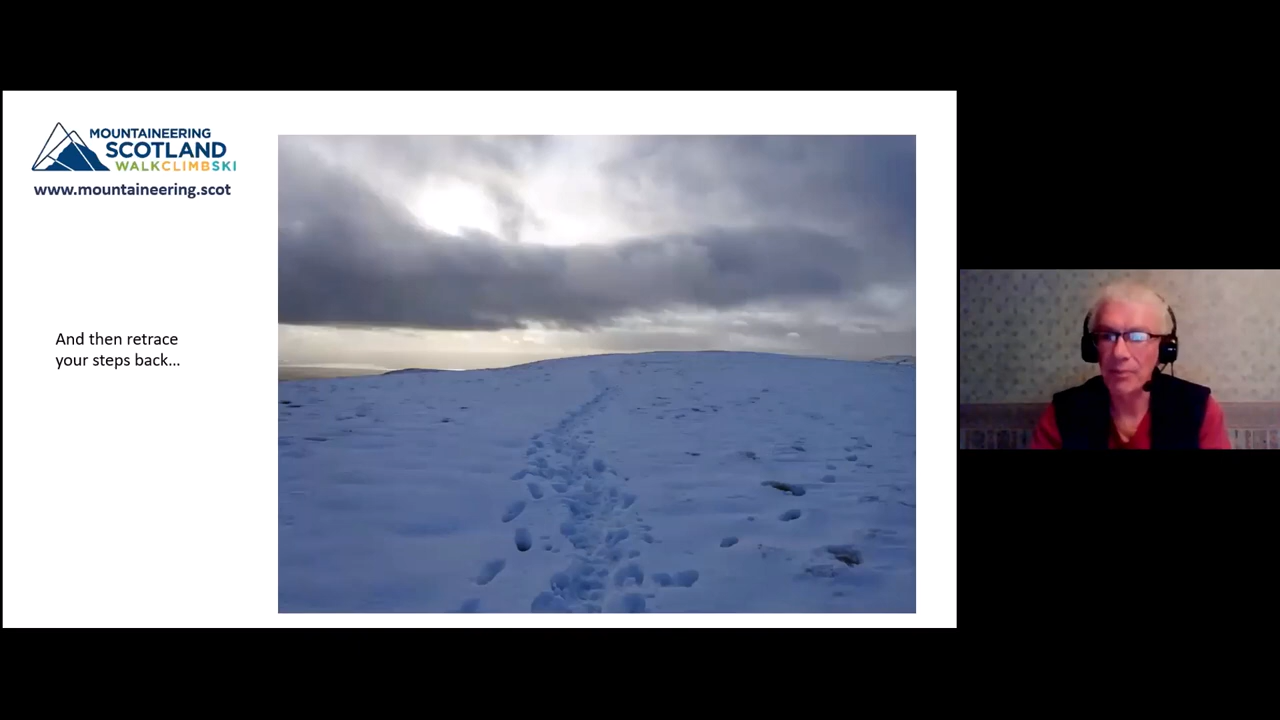 MOUNTAINEERING
SCOTLAND
WALKCLIMBSKI
www.mountaineering.scot
And then retrace
your steps back...